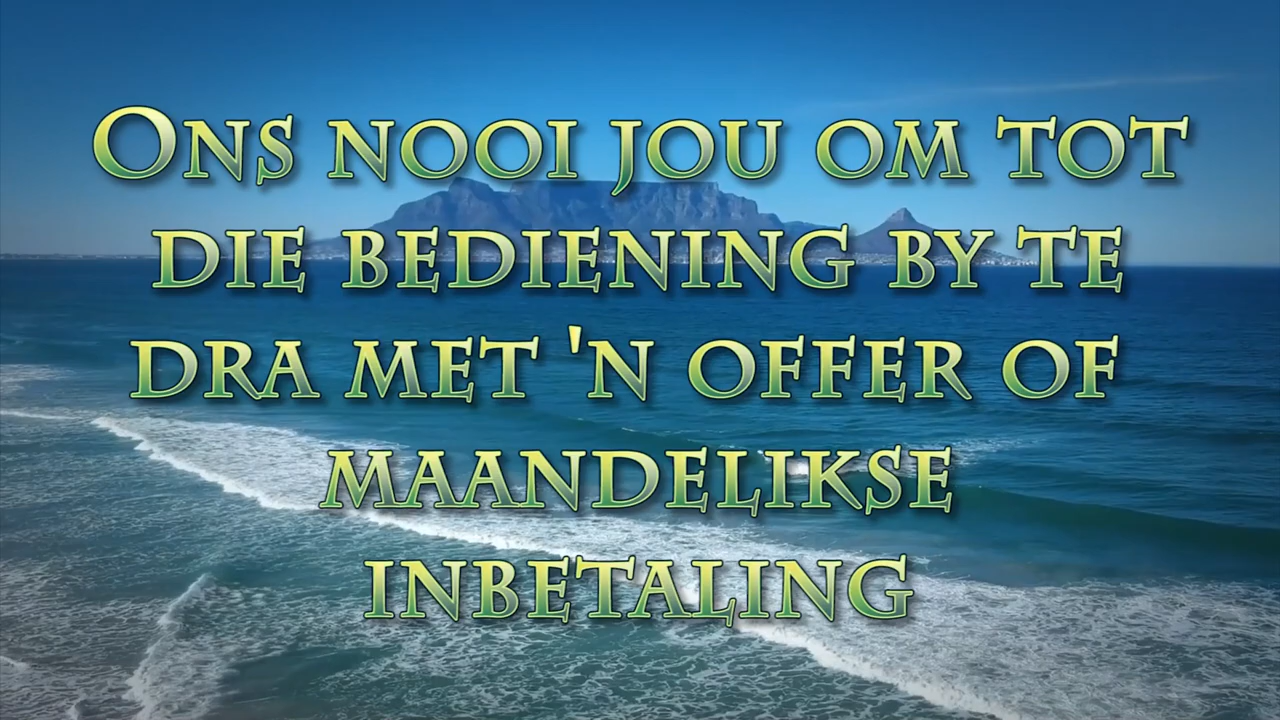 Ons nooi jou om tot
die bediening by te
dra met 'n offer of
maandelikse
inbetaling